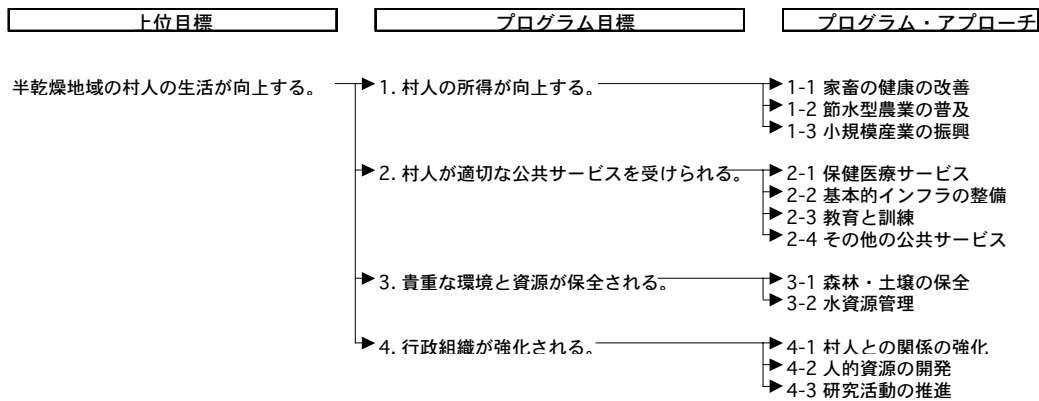 上位目標
プログラム目標
プログラム・アプローチ
半乾燥地域の村人の生活が向上する。
1. 村人の所得が向上する。
1-1 家畜の健康の改善
1-2 節水型農業の普及
1-3 小規模産業の振興
2. 村人が適切な公共サービスを受けられる。
2-1 保健医療サービス
2-2 基本的インフラの整備
2-3 教育と訓練
2-4 その他の公共サービス
3. 貴重な環境と資源が保全される。
3-1 森林・土壌の保全
3-2 水資源管理
4. 行政組織が強化される。
4-1 村人との関係の強化
4-2 人的資源の開発
4-3 研究活動の推進